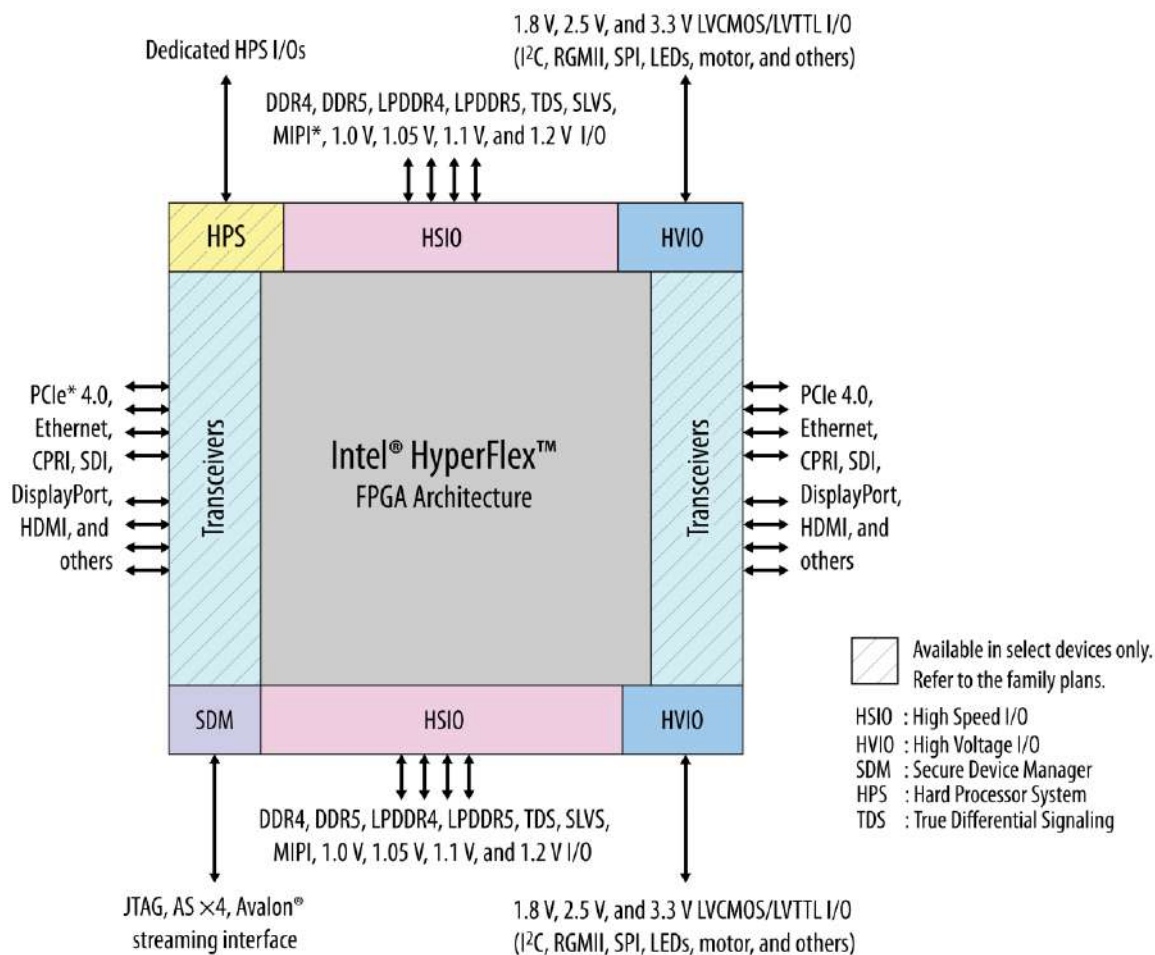 Dedicated HPS I/Os
1.8 V, 2.5 V, and 3.3 V LVCMOS/LVTTL I/O
(I²C, RGMII, SPI, LEDs, motor, and others)
DDR4, DDR5, LPDDR4, LPDDR5, TDS, SLVS,
MIPI*, 1.0 V, 1.05 V, 1.1 V, and 1.2 V I/O
HPS
HSIO
HVIO
PCIe* 4.0,
Ethernet,
CPRI, SDI,
DisplayPort,
HDMI, and
others
Transceivers
Intel® HyperFlex™
FPGA Architecture
Transceivers
PCIe 4.0,
Ethernet,
CPRI, SDI,
DisplayPort,
HDMI, and
others
SDM
HSIO
HVIO
Available in select devices only.
Refer to the family plans.
HSIO : High Speed I/O
HVIO : High Voltage I/O
SDM : Secure Device Manager
HPS : Hard Processor System
TDS : True Differential Signaling
DDR4, DDR5, LPDDR4, LPDDR5, TDS, SLVS,
MIPI, 1.0 V, 1.05 V, 1.1 V, and 1.2 V I/O
JTAG, AS ×4, Avalon®
streaming interface
1.8 V, 2.5 V, and 3.3 V LVCMOS/LVTTL I/O
(I²C, RGMII, SPI, LEDs, motor, and others)